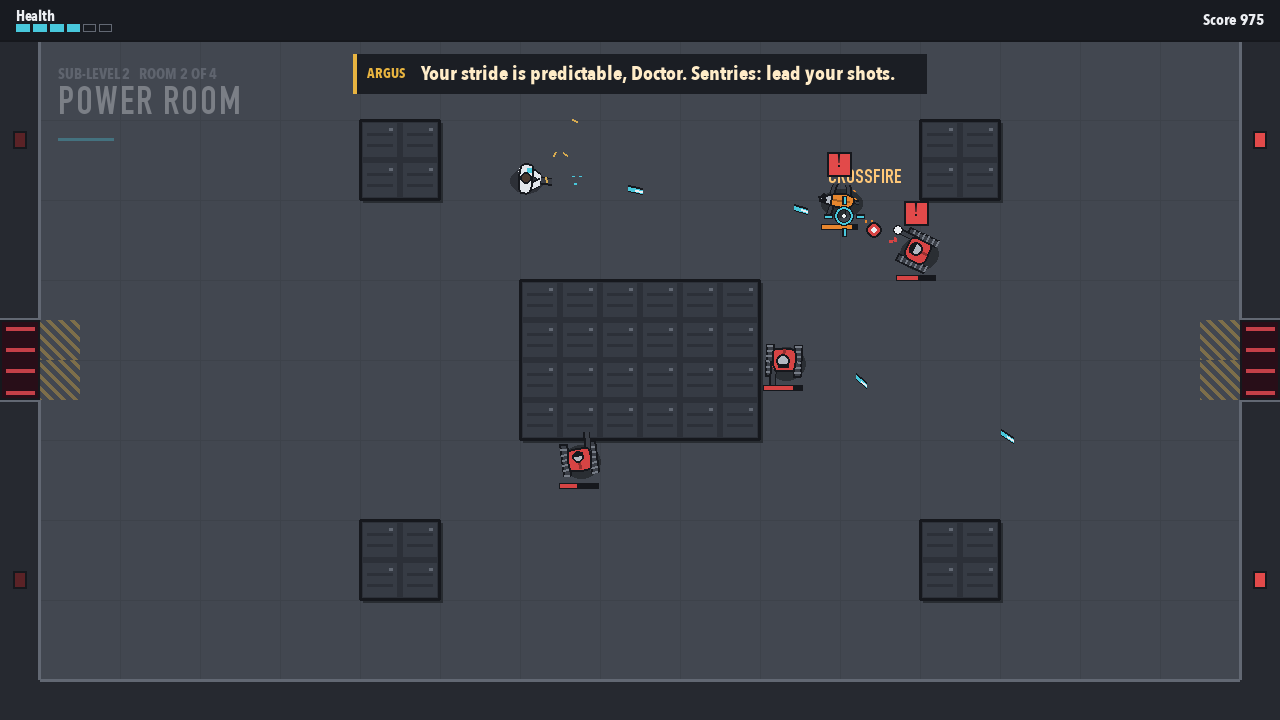 Health
Score 975
SUB-LEVEL 2 ROOM 2 OF 4
POWER ROOM
ARGUS Your stride is predictable, Doctor. Sentries: lead your shots.
!
CROSSFIRE
!